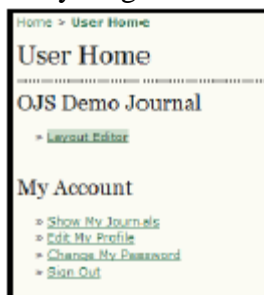 Home > User Home
User Home
OJS Demo Journal
» Layout Editor
My Account
» Show My Journals
» Edit My Profile
» Change My Password
» Sign Out